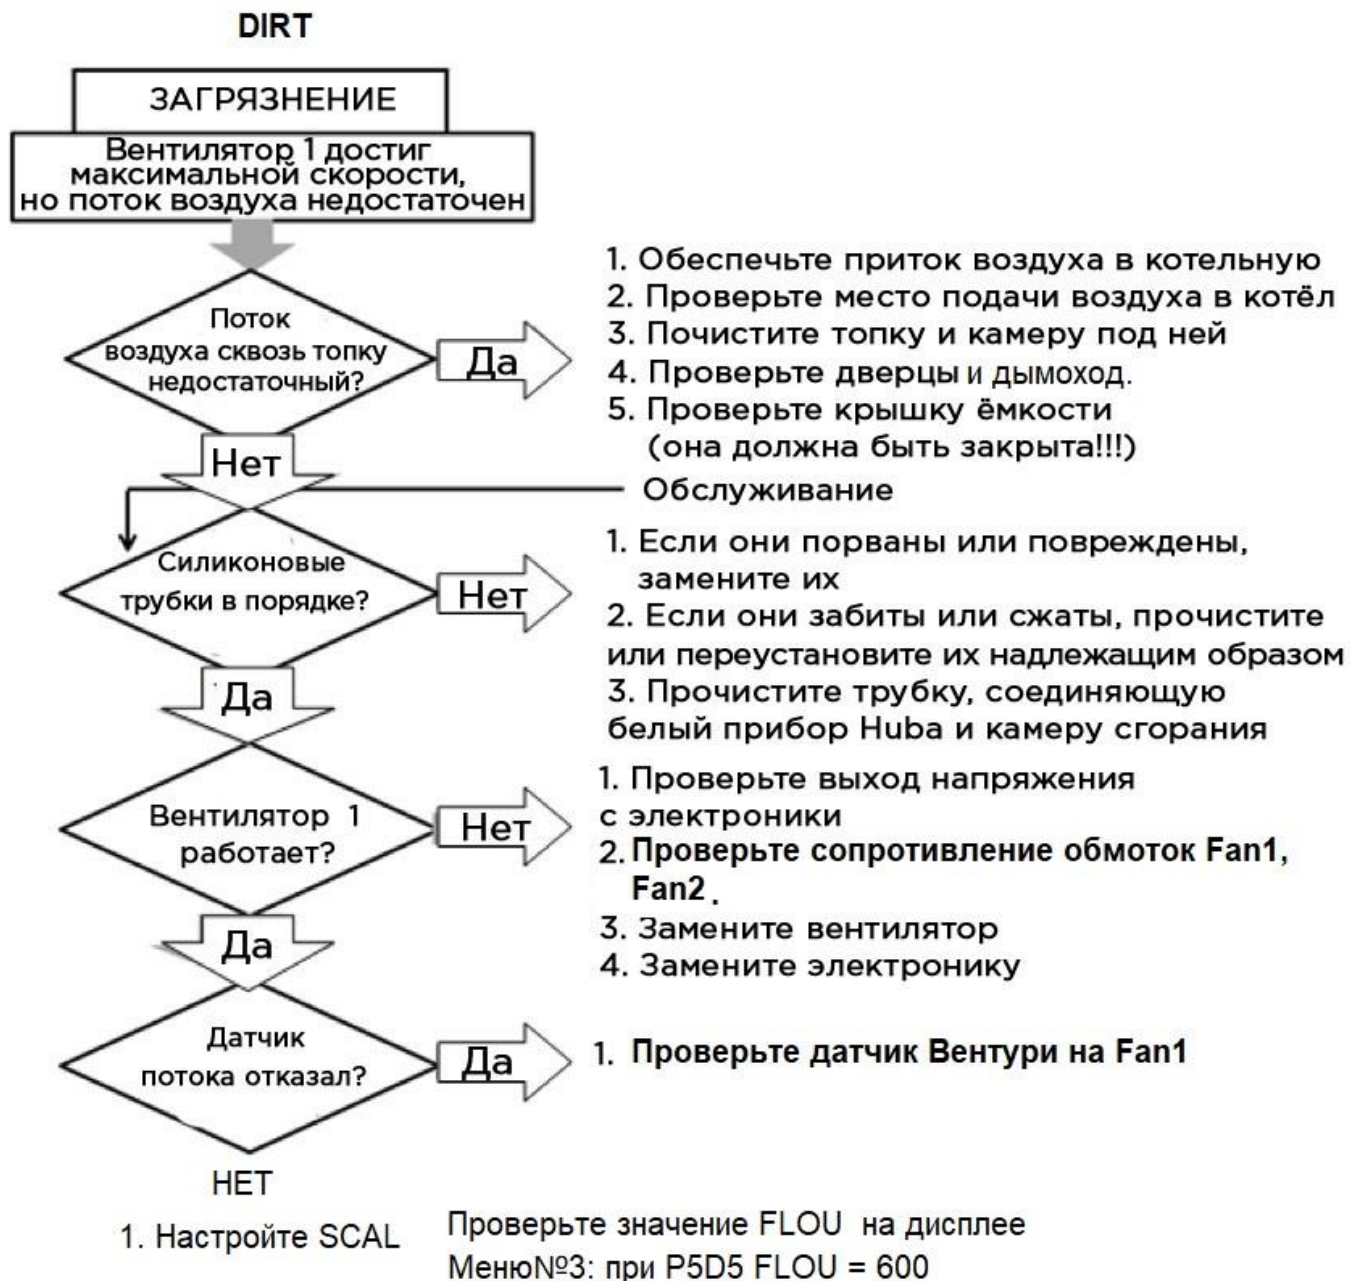 DIRT
ЗАГРЯЗНЕНИЕ
Вентилятор 1 достиг
максимальной скорости,
но поток воздуха недостаточен
Поток
воздуха сквозь топку
недостаточный?
Да
1. Обеспечьте приток воздуха в котельную
2. Проверьте место подачи воздуха в котёл
3. Почистите топку и камеру под ней
4. Проверьте дверцы и дымоход.
5. Проверьте крышку ёмкости
(она должна быть закрыта!!!)
Нет
Обслуживание
Силиконовые
трубки в порядке?
Нет
1. Если они порваны или повреждены,
замените их
2. Если они забиты или сжаты, прочистите
или переустановите их надлежащим образом
3. Прочистите трубку, соединяющую
белый прибор Huba и камеру сгорания
Да
Вентилятор 1
работает?
Нет
1. Проверьте выход напряжения
с электроники
2. Проверьте сопротивление обмоток Fan1,
Fan2.
3. Замените вентилятор
4. Замените электронику
Да
Датчик
потока отказал?
Да
1. Проверьте датчик Вентури на Fan1
НЕТ
1. Настройте SCAL
Проверьте значение FLOU на дисплее
Меню№3: при P5D5 FLOU = 600